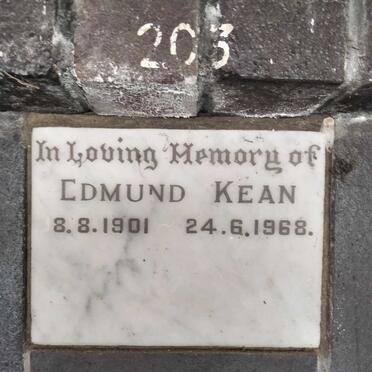 203
In Loving Memory of
EDMUND KEAN
8.8.1901 24.6.1968.